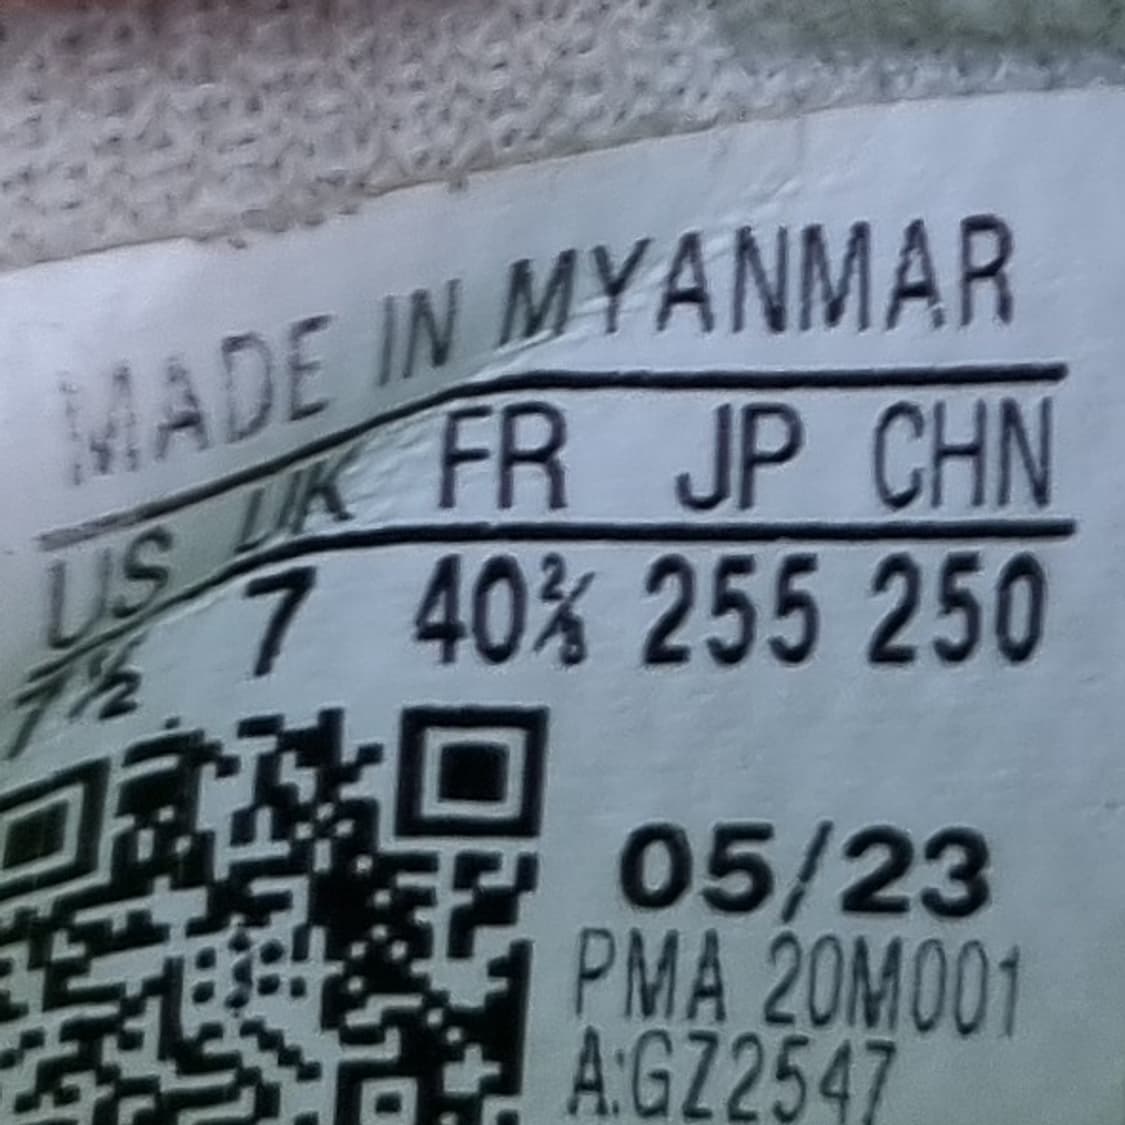 MADE IN MYANMAR
US UK FR JP CHN
7½ 7 40⅔ 255 250
05/23
PMA 20M001
A:GZ2547